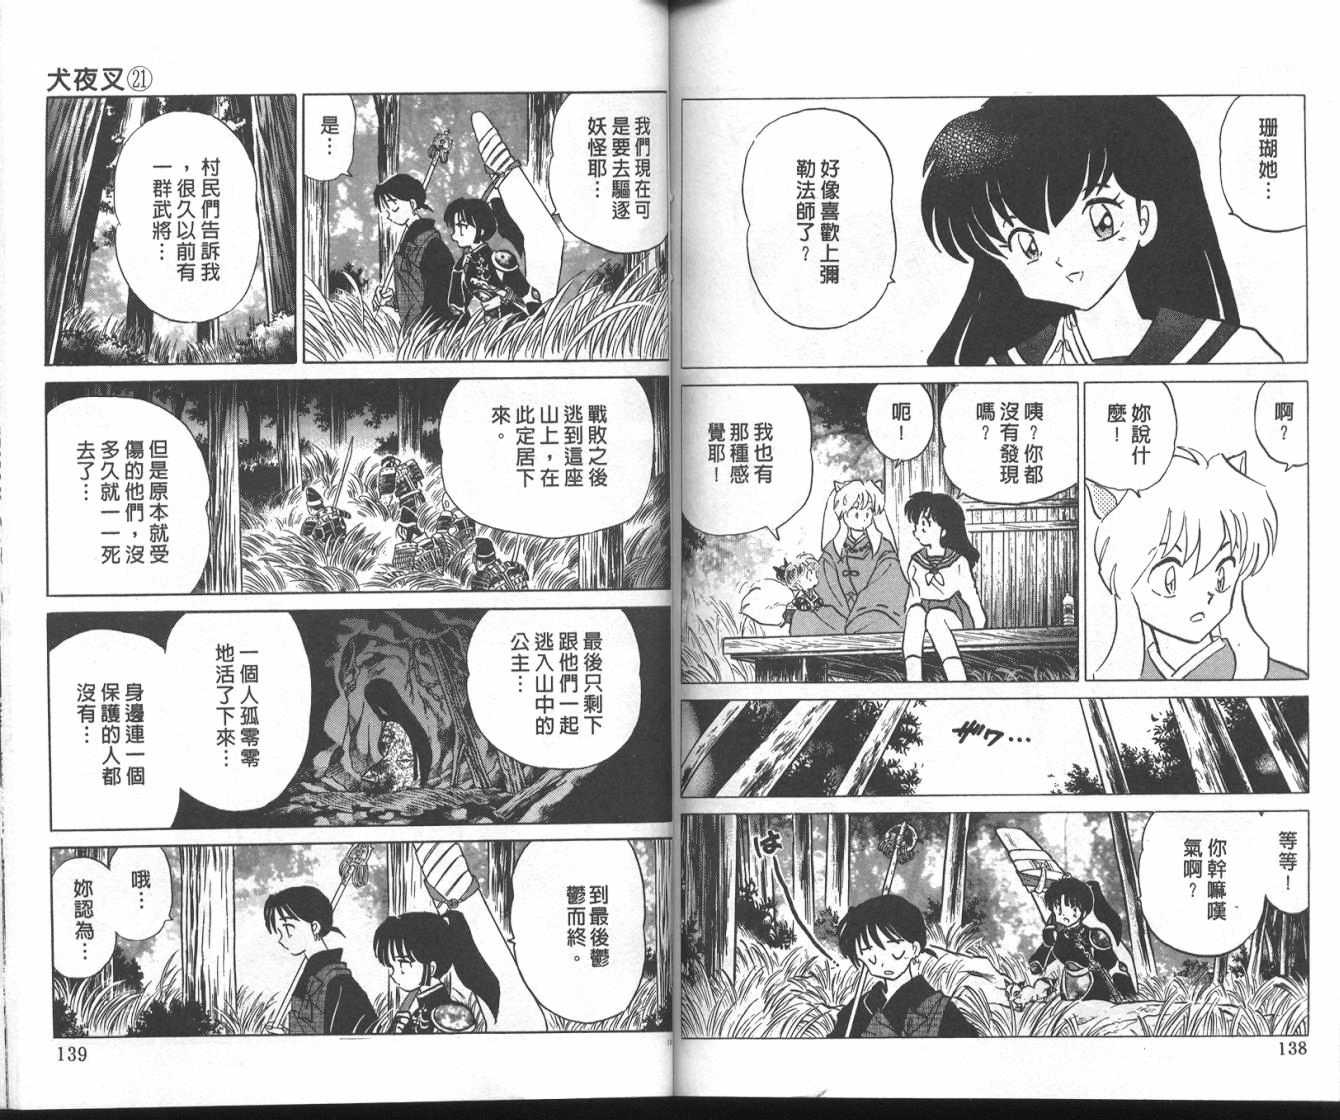 珊瑚她…
好像喜歡上彌
勒法師了？
啊？
妳說什
麼！
咦？你都
沒有發現
嗎？
呃！
我也有
那種感
覺耶！
ザワ…
等等！
你幹嘛嘆
氣啊？
は
138
犬夜叉㉑
我們現在可
是要去驅逐
妖怪耶…
是…
村民們告訴我
，很久以前有
一群武將…
戰敗之後
逃到這座
山上，在
此定居下
來。
但是原本就受
傷的他們，沒
多久就一一死
去了…
最後只剩下
跟他們一起
逃入山中的
公主…
一個人孤零零
地活了下來…
身邊連一個
保護的人都
沒有…
到最後鬱
鬱而終。
哦…
妳認為…
139